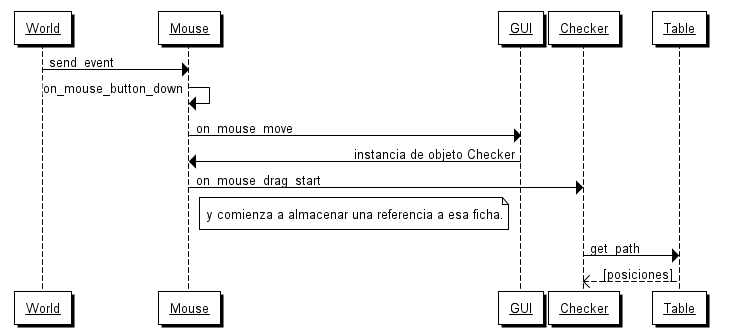 World
Mouse
GUI
Checker
Table
send_event
on_mouse_button_down
on_mouse_move
instancia de objeto Checker
on_mouse_drag_start
y comienza a almacenar una referencia a esa ficha.
get_path
[posiciones]
World
Mouse
GUI
Checker
Table